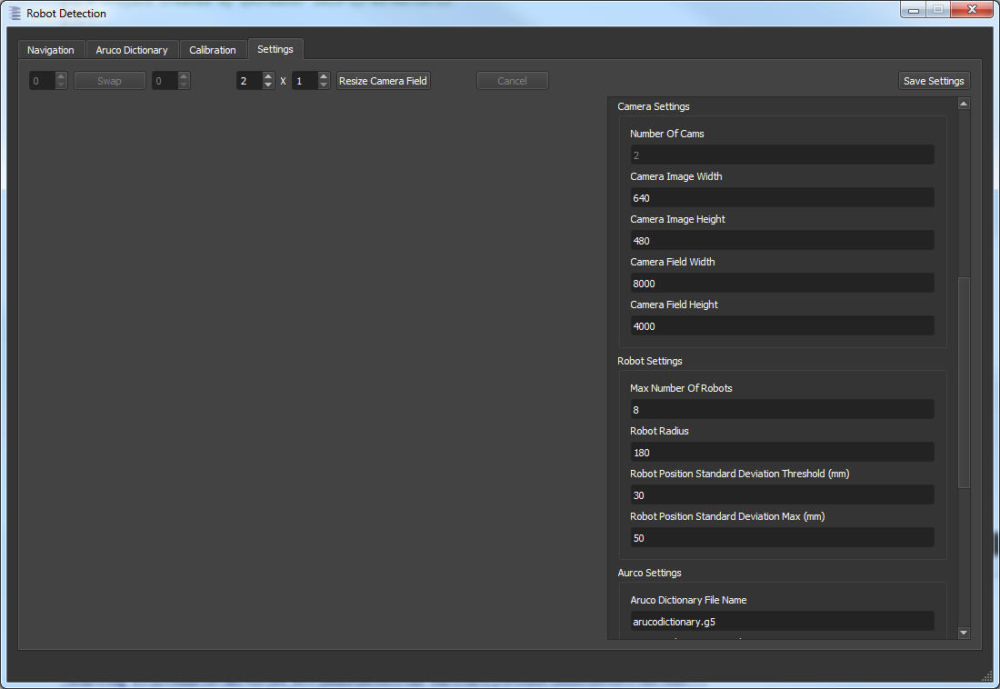 Robot Detection
Navigation Aruco Dictionary Calibration Settings
0 Swap 0 2 X 1 Resize Camera Field Cancel Save Settings
Camera Settings
Number Of Cams
2
Camera Image Width
640
Camera Image Height
480
Camera Field Width
8000
Camera Field Height
4000
Robot Settings
Max Number Of Robots
8
Robot Radius
180
Robot Position Standard Deviation Threshold (mm)
30
Robot Position Standard Deviation Max (mm)
50
Aurco Settings
Aruco Dictionary File Name
arucodictionary.g5